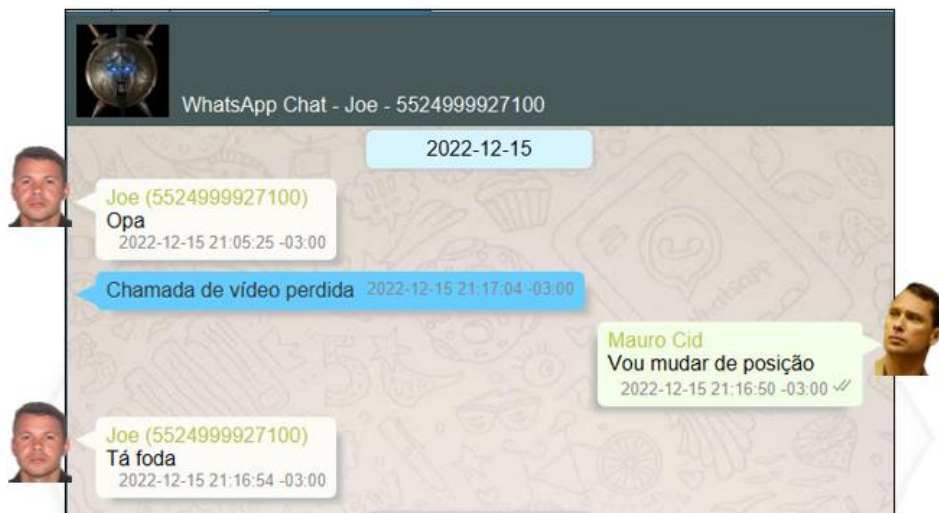 WhatsApp Chat - Joe - 5524999927100
2022-12-15
Joe (5524999927100)
Opa
2022-12-15 21:05:25 -03:00
Chamada de vídeo perdida 2022-12-15 21:17:04 -03:00
Mauro Cid
Vou mudar de posição
2022-12-15 21:16:50 -03:00
Joe (5524999927100)
Tá foda
2022-12-15 21:16:54 -03:00